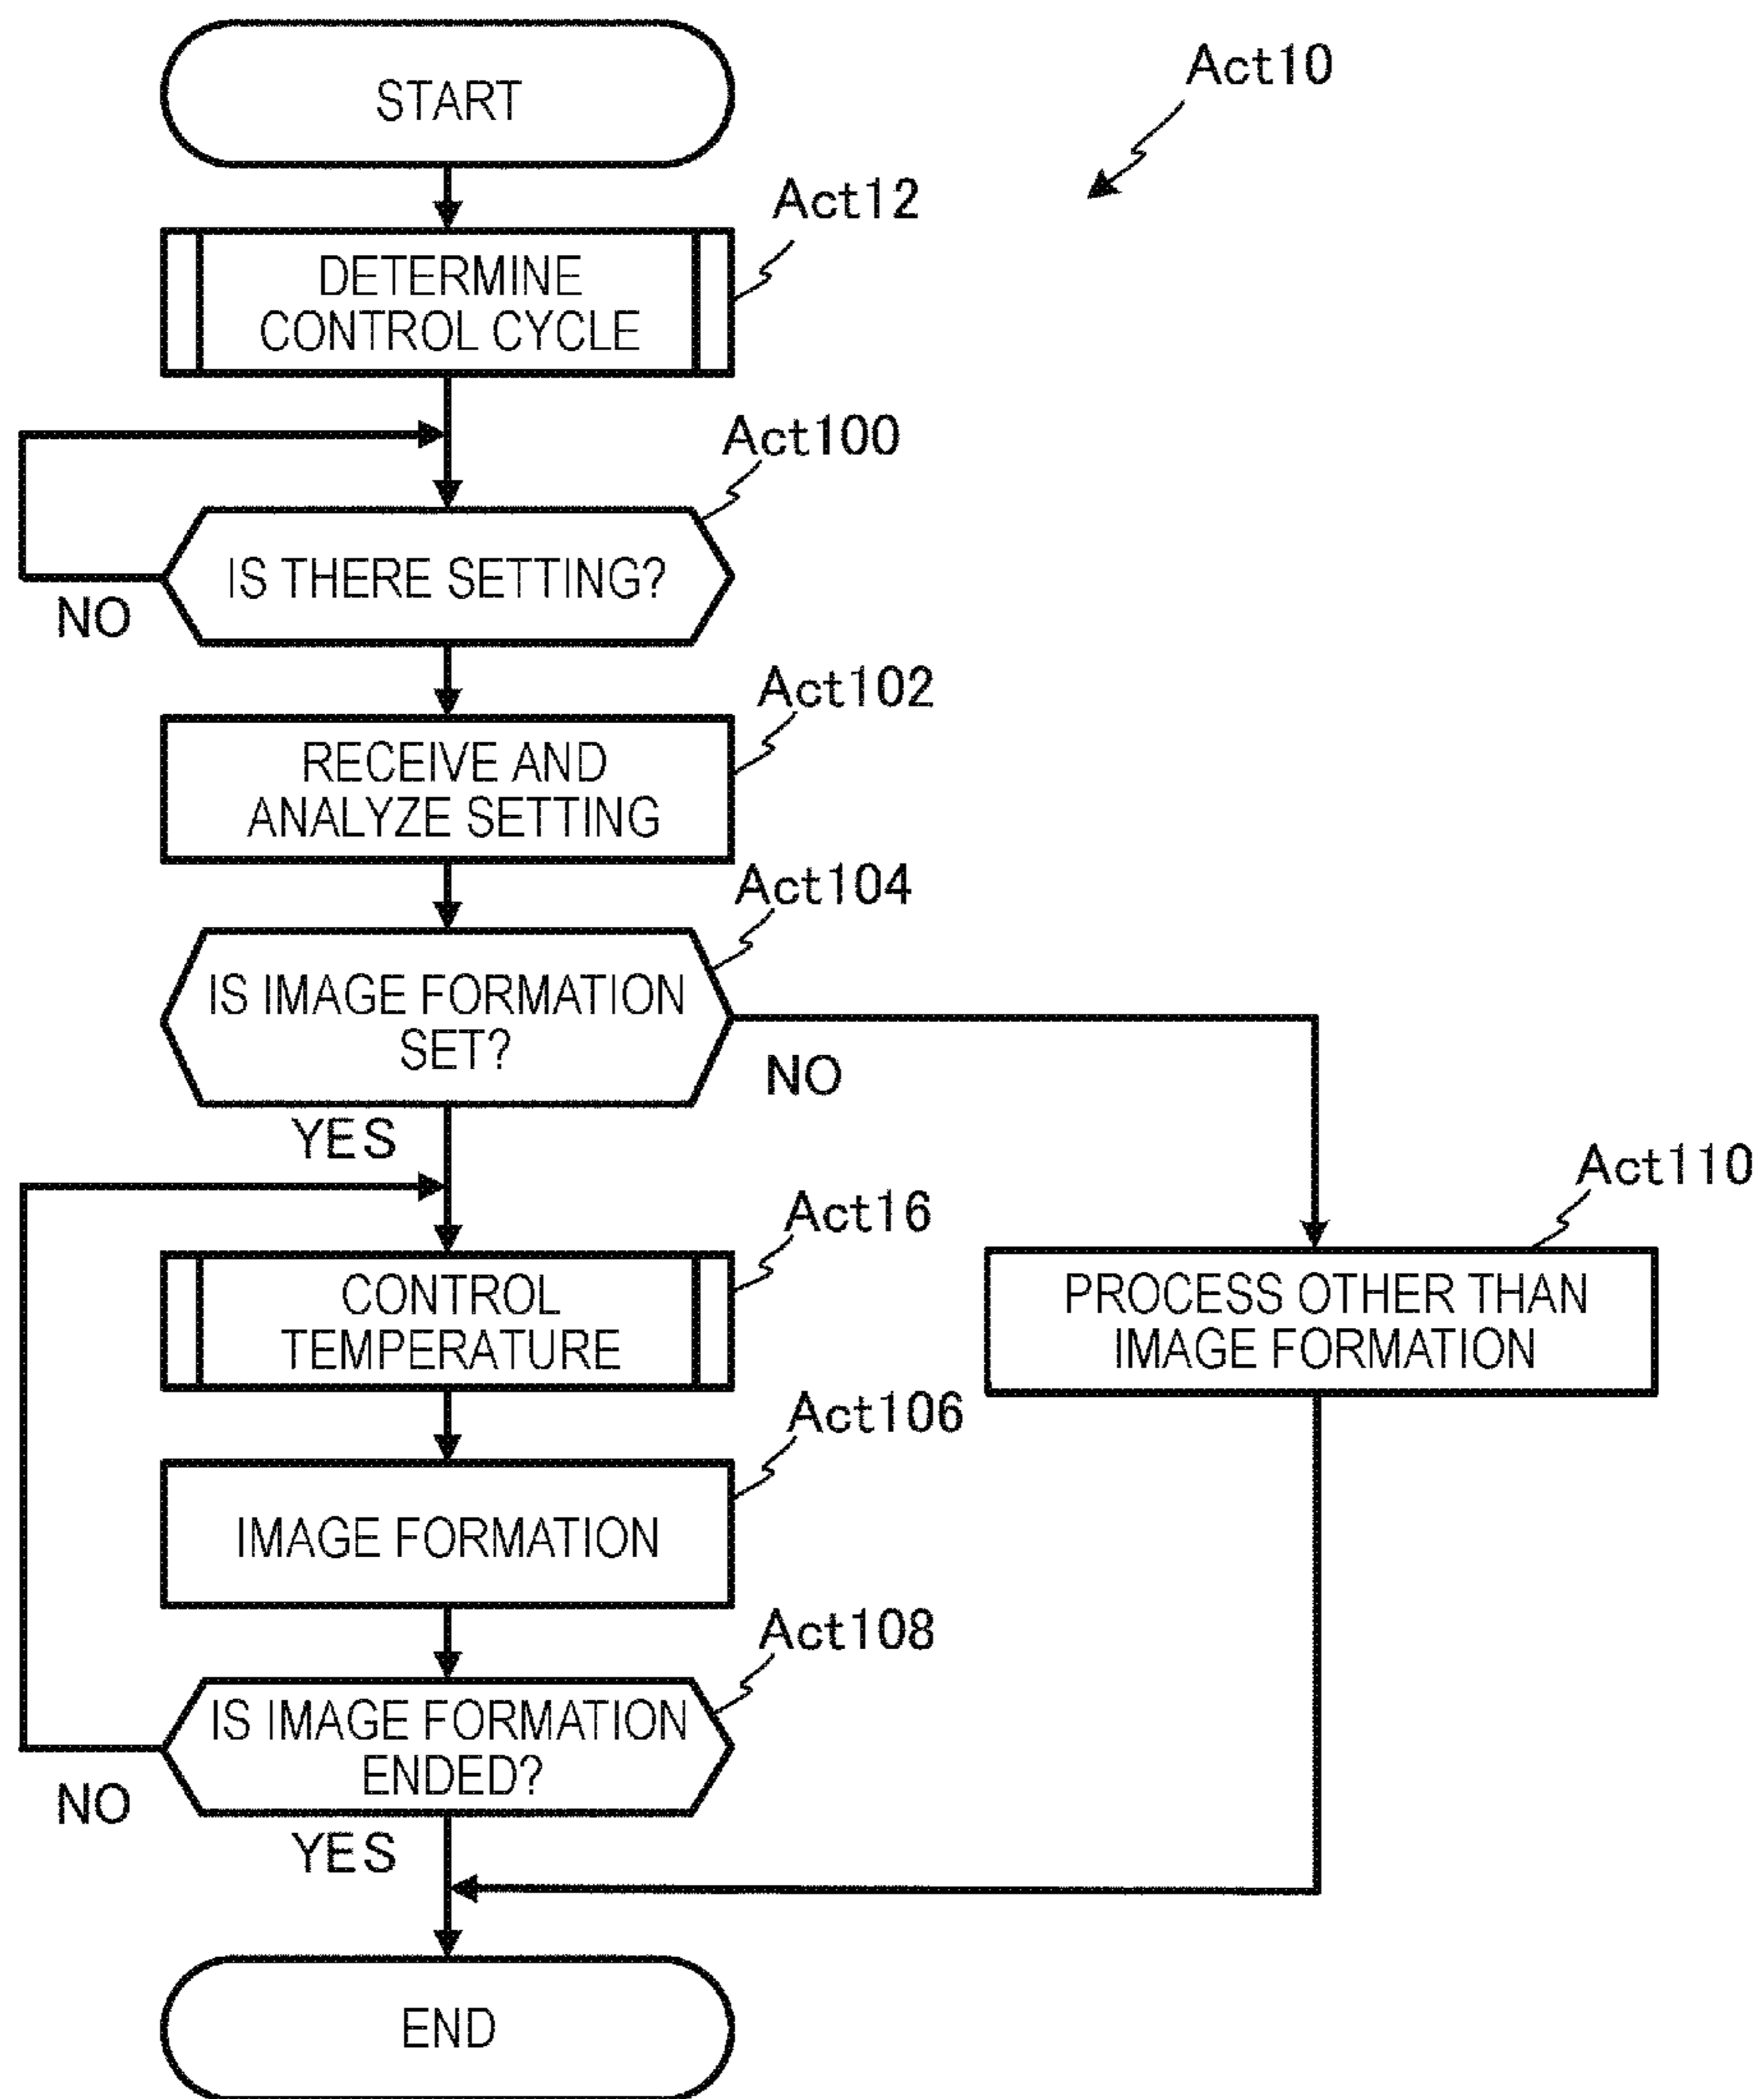 START
Act10
Act12
DETERMINE
CONTROL CYCLE
Act100
IS THERE SETTING?
NO
Act102
RECEIVE AND
ANALYZE SETTING
Act104
IS IMAGE FORMATION
SET?
NO
YES
Act110
Act16
CONTROL
TEMPERATURE
PROCESS OTHER THAN
IMAGE FORMATION
Act106
IMAGE FORMATION
Act108
IS IMAGE FORMATION
ENDED?
NO
YES
END